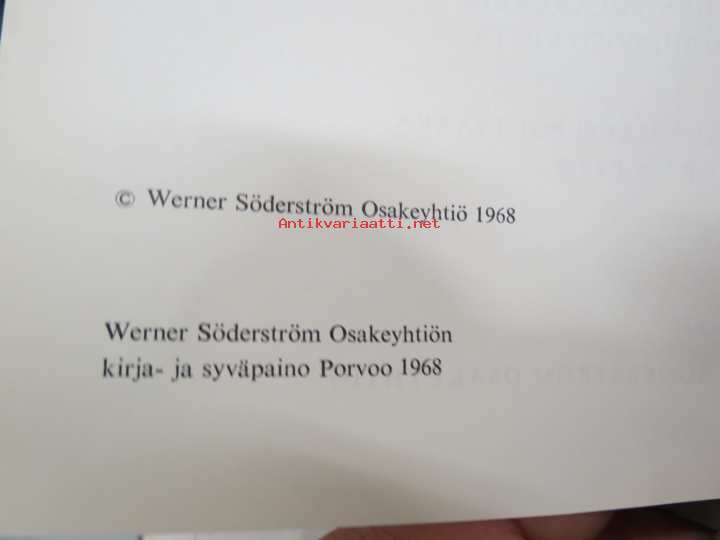 © Werner Söderström Osakeyhtiö 1968
Antikvariaatti.net
Werner Söderström Osakeyhtiön
kirja- ja syväpaino Porvoo 1968